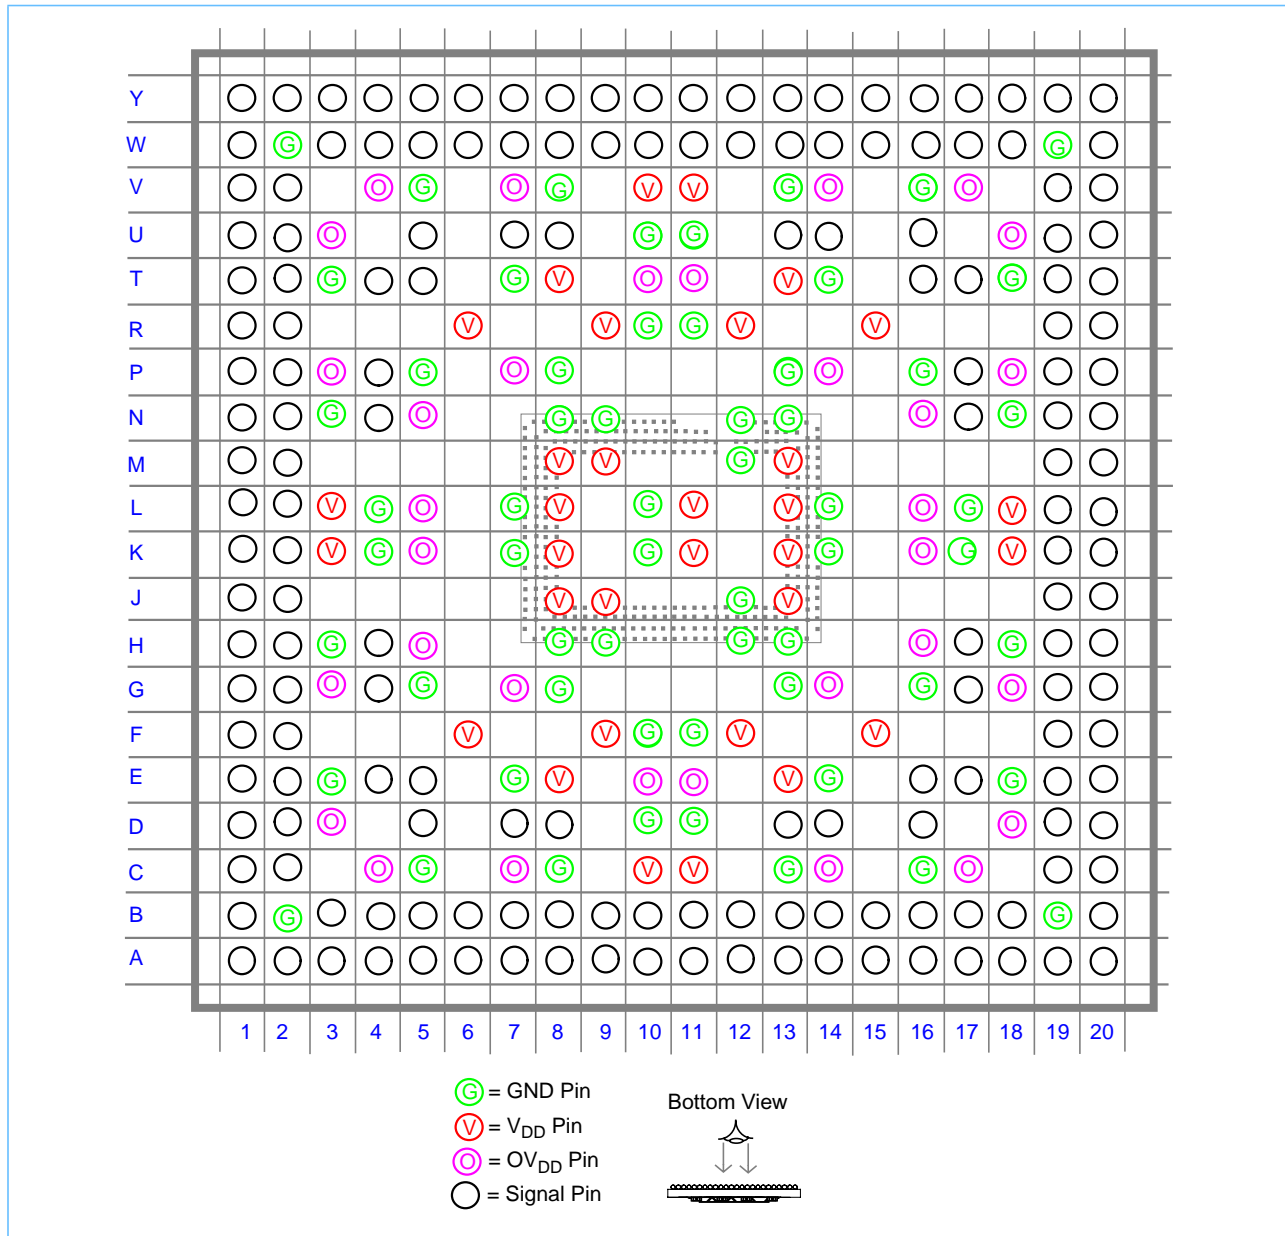 Y
W G G
V O G O G V V G O G O
U O G G O
T G G V O O V G G
R V V G G V V
P O G O G G O G O
N G O G G G G O G
M V V G V
L V G O G V G V V G O G V
K V G O G V G V V G O G V
J V V G V
H G O G G G G O G
G O G O G G O G O
F V V G G V V
E G G V O O V G G
D O G G O
C O G O G V V G O G O
B G G
A
1 2 3 4 5 6 7 8 9 10 11 12 13 14 15 16 17 18 19 20
G = GND Pin
V = VDD Pin
O = OVDD Pin
= Signal Pin
Bottom View